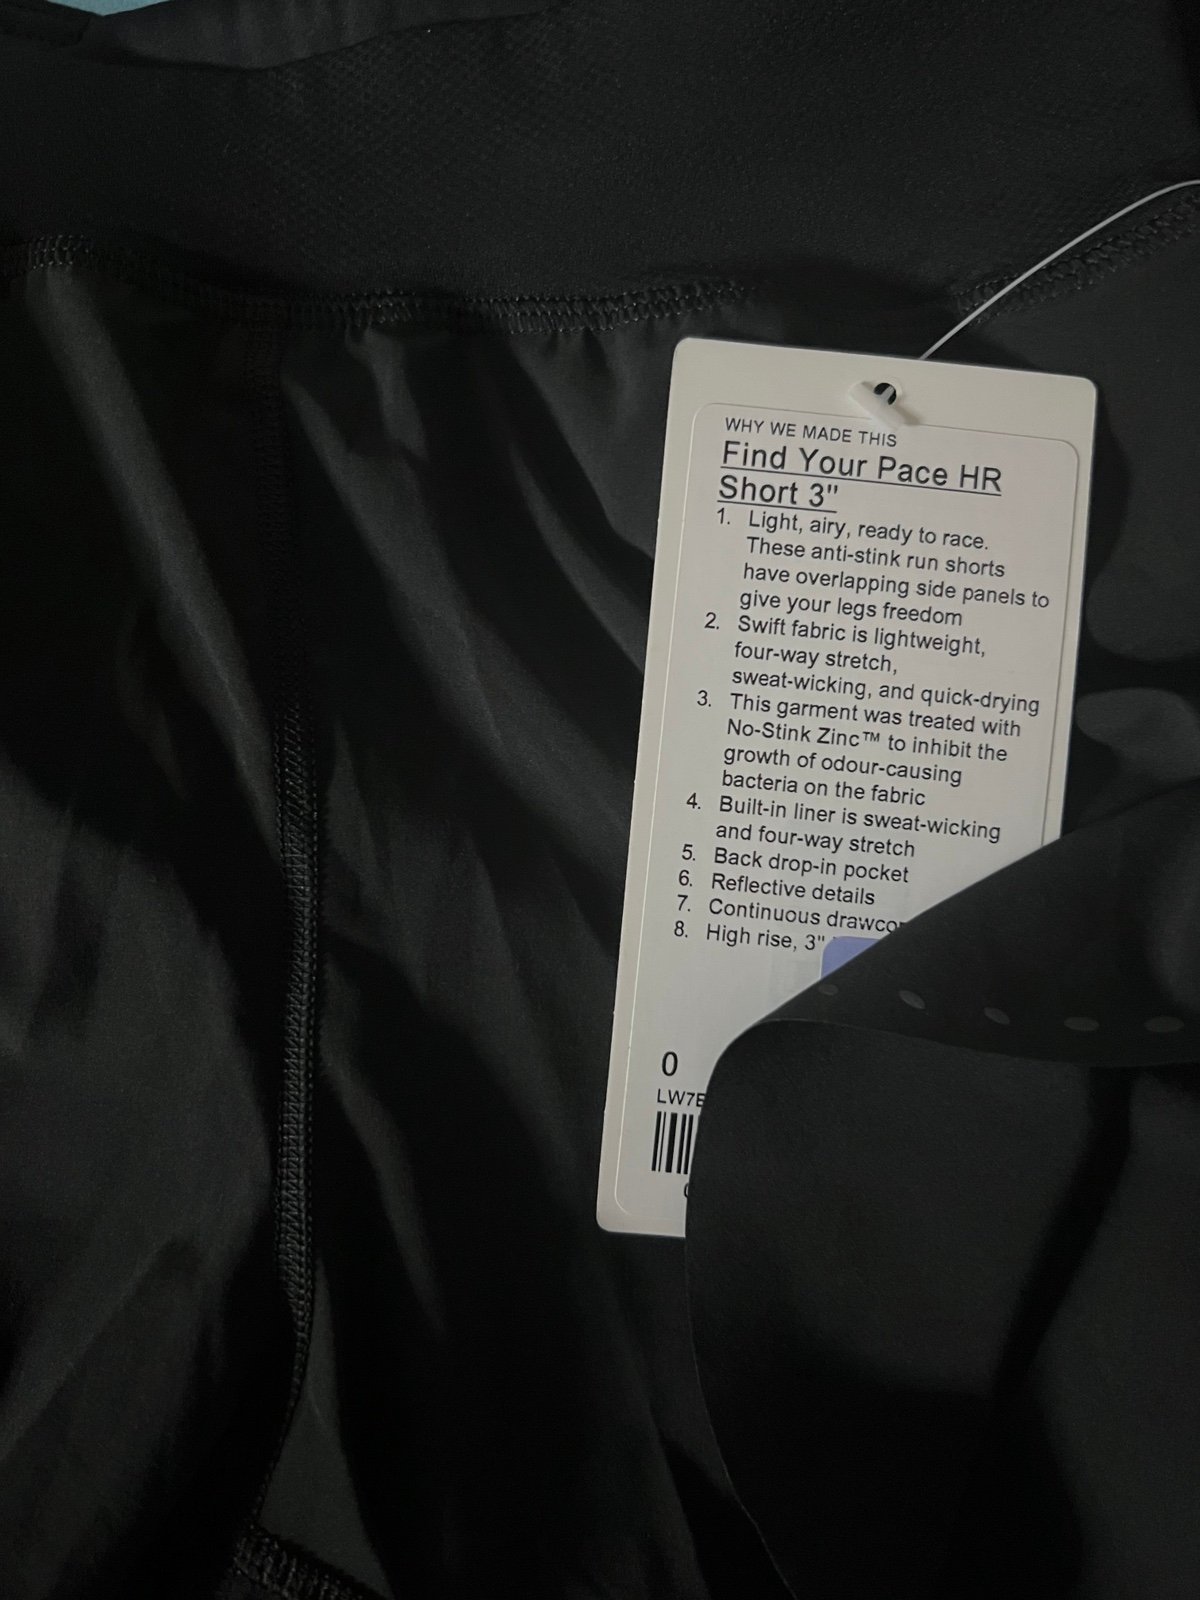 WHY WE MADE THIS
Find Your Pace HR
Short 3"
1. Light, airy, ready to race.
These anti-stink run shorts
have overlapping side panels to
give your legs freedom
2. Swift fabric is lightweight,
four-way stretch,
sweat-wicking, and quick-drying
3. This garment was treated with
No-Stink Zinc™ to inhibit the
growth of odour-causing
bacteria on the fabric
4. Built-in liner is sweat-wicking
and four-way stretch
5. Back drop-in pocket
6. Reflective details
7. Continuous
8. High rise, 3"
0